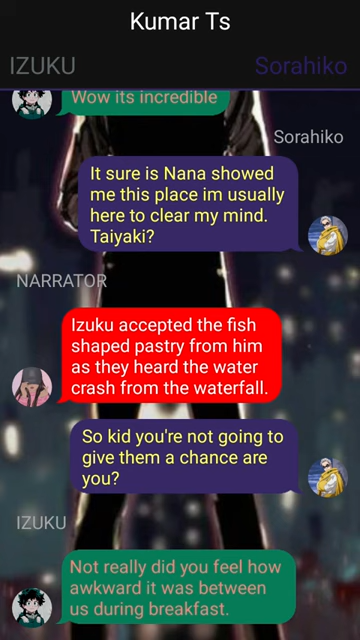 Kumar Ts
IZUKU
Sorahiko
Wow its incredible
Sorahiko
It sure is Nana showed
me this place im usually
here to clear my mind.
Taiyaki?
NARRATOR
Izuku accepted the fish
shaped pastry from him
as they heard the water
crash from the waterfall.
So kid you're not going to
give them a chance are
you?
IZUKU
Not really did you feel how
awkward it was between
us during breakfast.